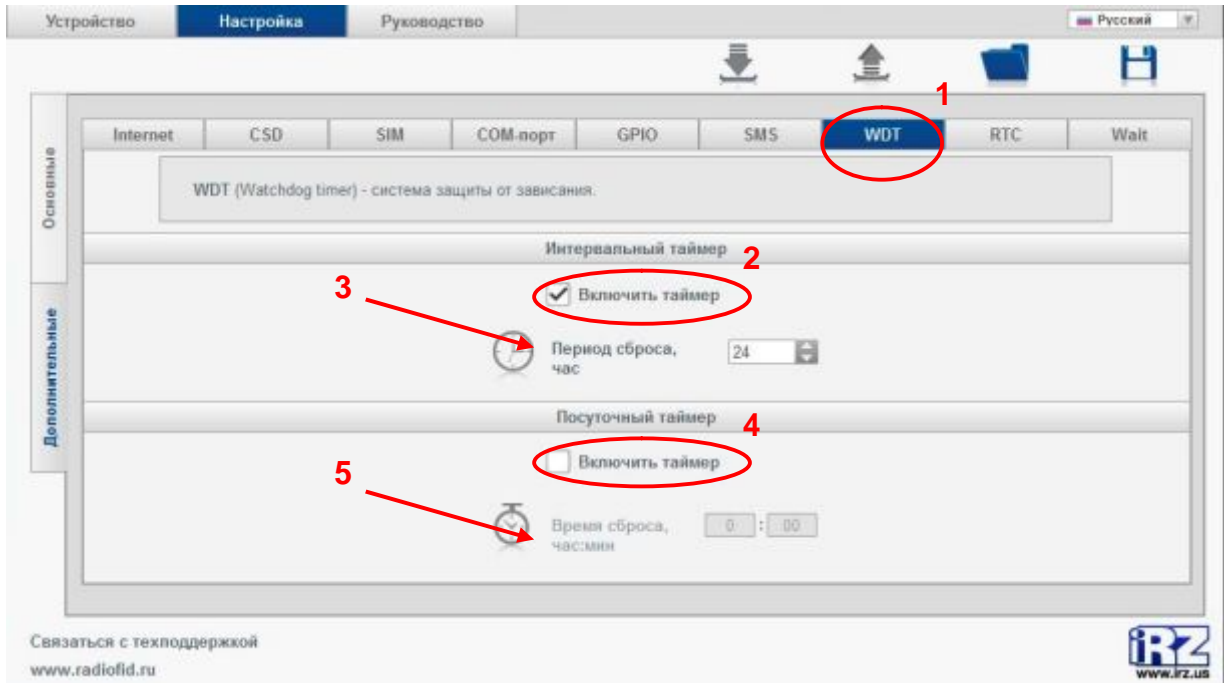 Устройство
Настройка
Руководство
Русский
1
Internet
CSD
SIM
COM-порт
GPIO
SMS
WDT
RTC
Wait
Основные
WDT (Watchdog timer) - система защиты от зависания.
Интервальный таймер
2
Включить таймер
3
Период сброса,
час
24
Дополнительные
Посуточный таймер
4
Включить таймер
5
Время сброса,
час:мин
0 : 00
Связаться с техподдержкой
www.radiofid.ru
iRZ
www.irz.us